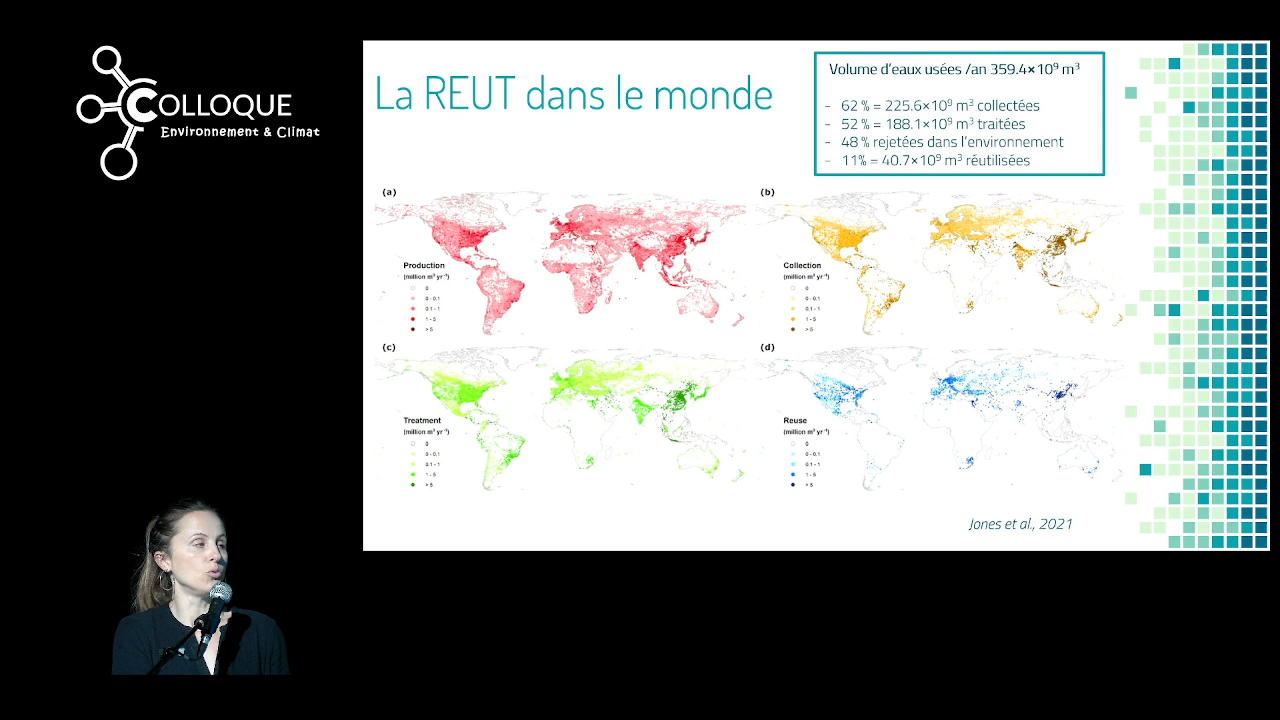 COLLOQUE
Environnement & Climat
La REUT dans le monde
Volume d'eaux usées /an 359.4×10⁹ m³
- 62 % = 225.6×10⁹ m³ collectées
- 52 % = 188.1×10⁹ m³ traitées
- 48 % rejetées dans l'environnement
- 11% = 40.7×10⁹ m³ réutilisées
(a)
Production
(million m³ yr⁻¹)
0
0 - 0.1
0.1 - 1
1 - 5
> 5
(b)
Collection
(million m³ yr⁻¹)
0
0 - 0.1
0.1 - 1
1 - 5
> 5
(c)
Treatment
(million m³ yr⁻¹)
0
0 - 0.1
0.1 - 1
1 - 5
> 5
(d)
Reuse
(million m³ yr⁻¹)
0
0 - 0.1
0.1 - 1
1 - 5
> 5
Jones et al., 2021